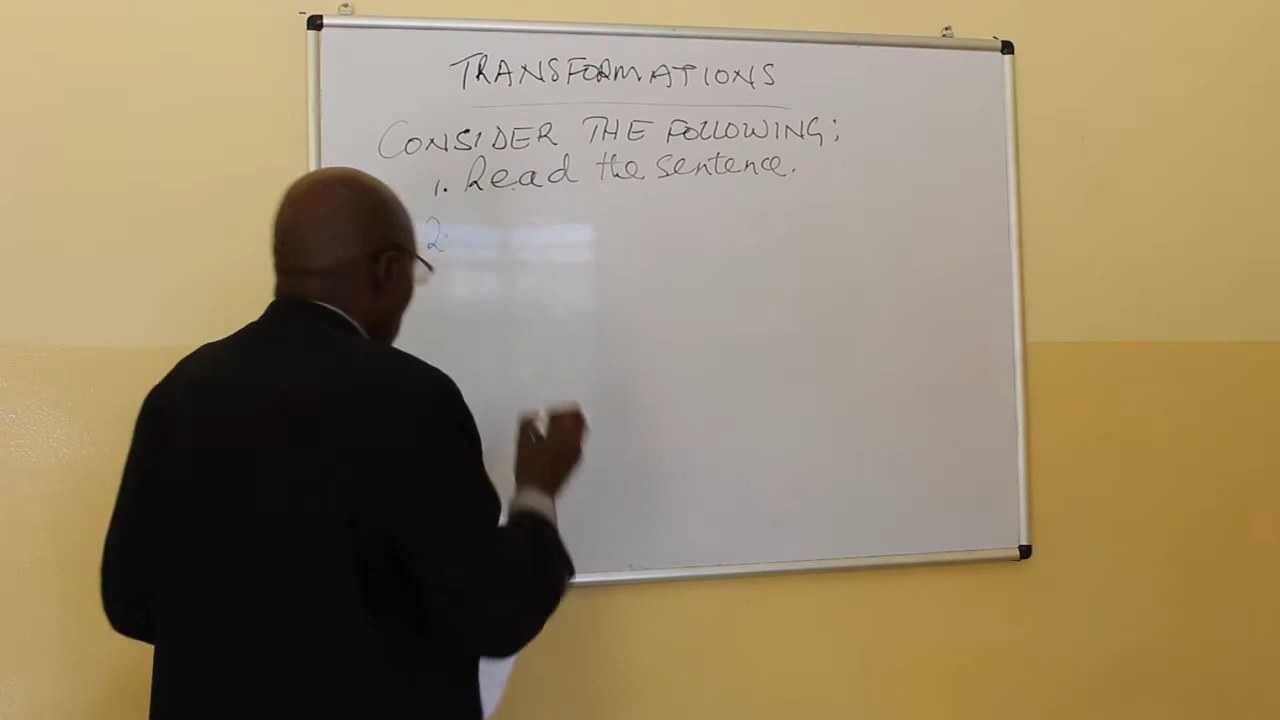 TRANSFORMATIONS
CONSIDER THE FOLLOWING;
1. Read the sentence.
2.